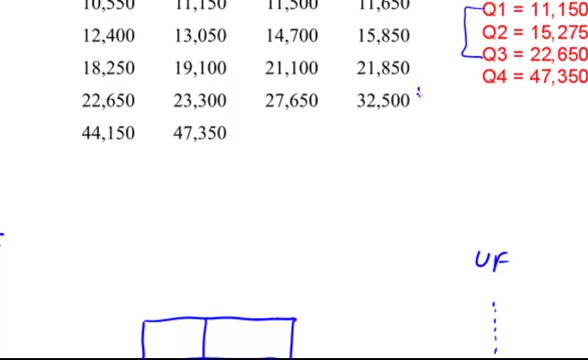 10,550 11,150 11,500 11,650
12,400 13,050 14,700 15,850
18,250 19,100 21,100 21,850
22,650 23,300 27,650 32,500
44,150 47,350
Q1 = 11,150
Q2 = 15,275
Q3 = 22,650
Q4 = 47,350
UF